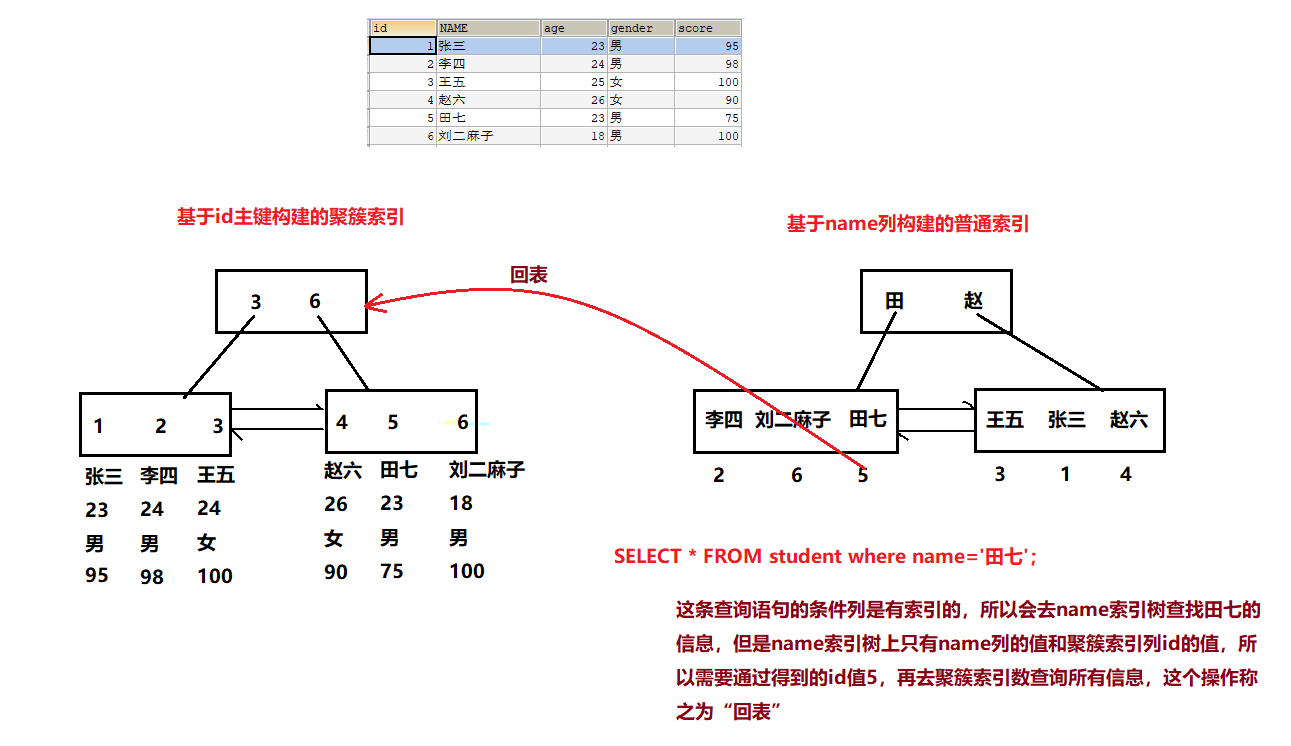 id NAME age gender score
1 张三 23 男 95
2 李四 24 男 98
3 王五 25 女 100
4 赵六 26 女 90
5 田七 23 男 75
6 刘二麻子 18 男 100
基于id主键构建的聚簇索引
基于name列构建的普通索引
回表
3 6
田 赵
1 2 3
4 5 6
张三 李四 王五
23 24 24
男 男 女
95 98 100
赵六 田七 刘二麻子
26 23 18
女 男 男
90 75 100
李四 刘二麻子 田七
2 6 5
王五 张三 赵六
3 1 4
SELECT * FROM student where name='田七';
这条查询语句的条件列是有索引的，所以会去name索引树查找田七的
信息，但是name索引树上只有name列的值和聚簇索引列id的值，所
以需要通过得到的id值5，再去聚簇索引数查询所有信息，这个操作称
之为“回表”